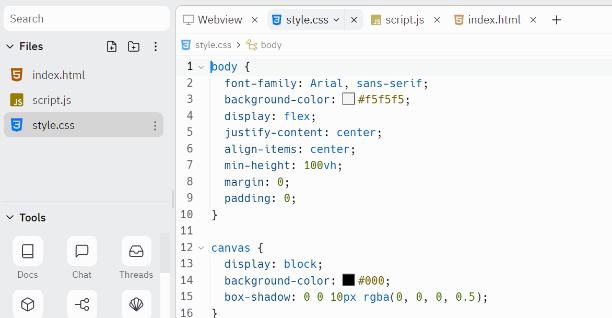 Search
Files
index.html
script.js
style.css
Tools
Docs
Chat
Threads
Webview
style.css
script.js
index.html
style.css > body
1 body {
2 font-family: Arial, sans-serif;
3 background-color: #f5f5f5;
4 display: flex;
5 justify-content: center;
6 align-items: center;
7 min-height: 100vh;
8 margin: 0;
9 padding: 0;
10 }
11
12 canvas {
13 display: block;
14 background-color: #000;
15 box-shadow: 0 0 10px rgba(0, 0, 0, 0.5);
16 }